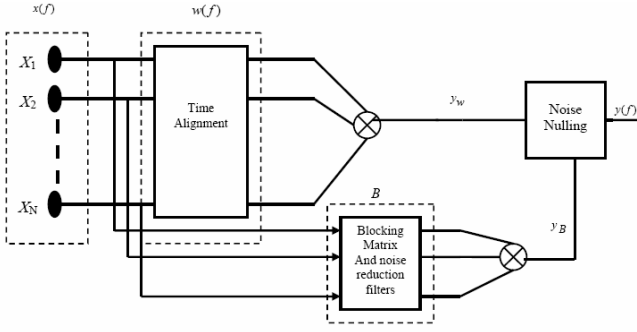 x(f)
w(f)
X1
X2
XN
Time
Alignment
yw
Noise
Nulling
y(f)
B
Blocking
Matrix
And noise
reduction
filters
yB